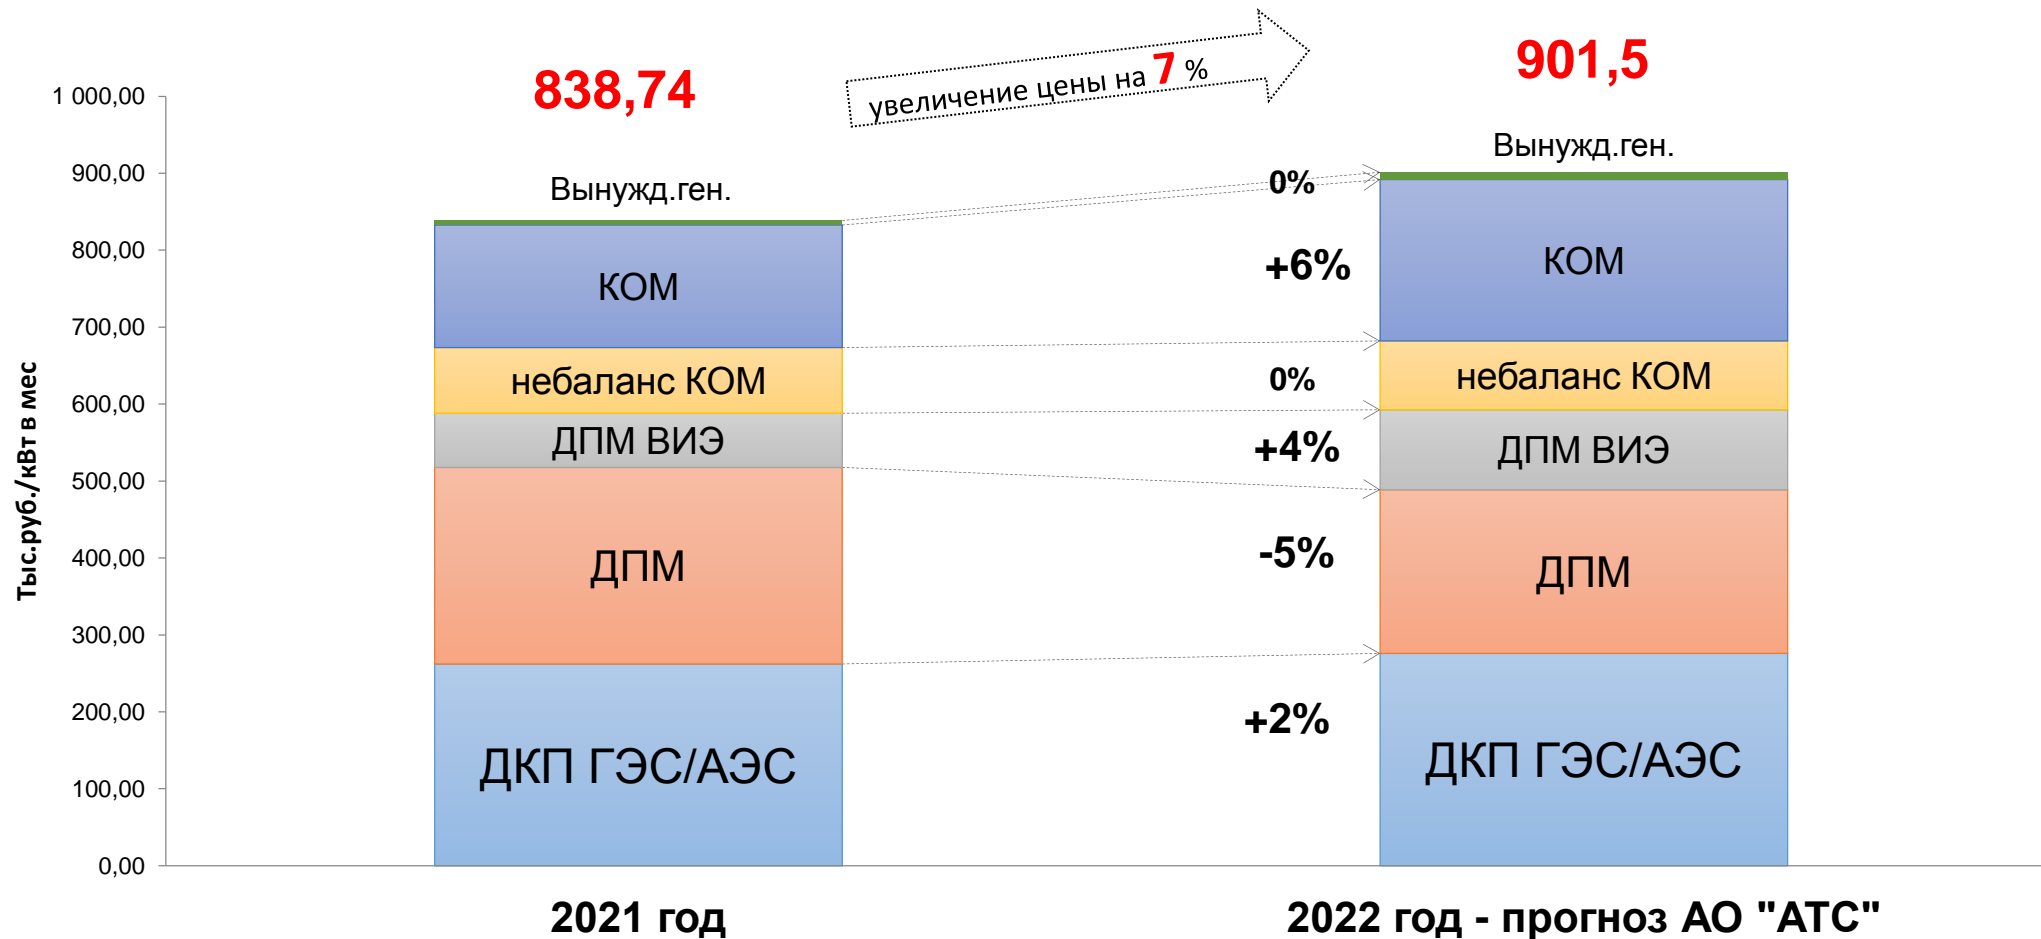 838,74
увеличение цены на 7 %
901,5
1 000,00
900,00
800,00
700,00
600,00
500,00
400,00
300,00
200,00
100,00
0,00
Тыс.руб./кВт в мес
Вынужд.ген.
КОМ
небаланс КОМ
ДПМ ВИЭ
ДПМ
ДКП ГЭС/АЭС
0%
+6%
0%
+4%
-5%
+2%
Вынужд.ген.
КОМ
небаланс КОМ
ДПМ ВИЭ
ДПМ
ДКП ГЭС/АЭС
2021 год
2022 год - прогноз АО "АТС"